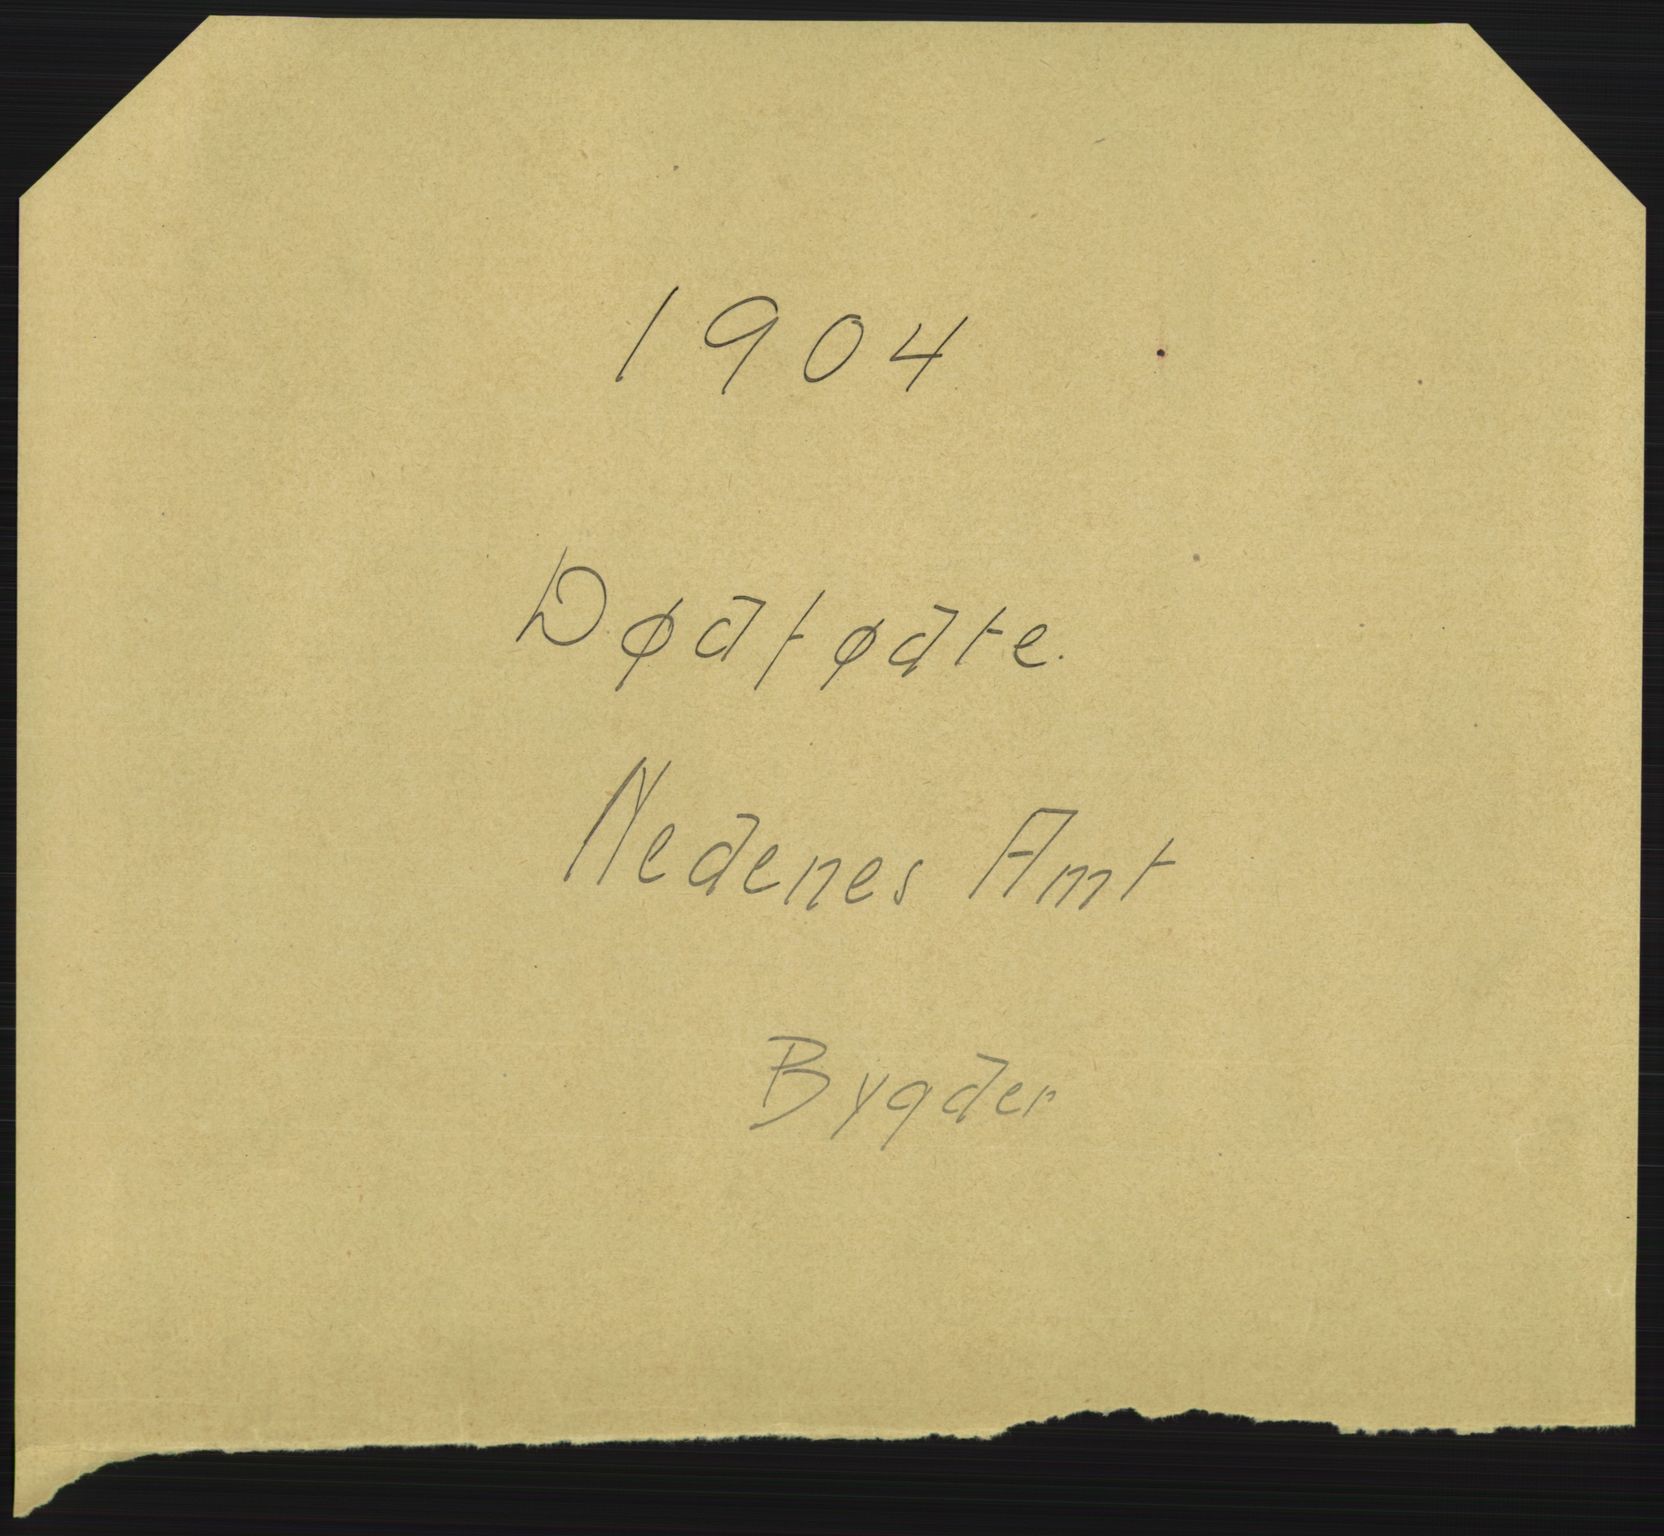 1904
Dødfødte.
Nedenes Amt
Bygder